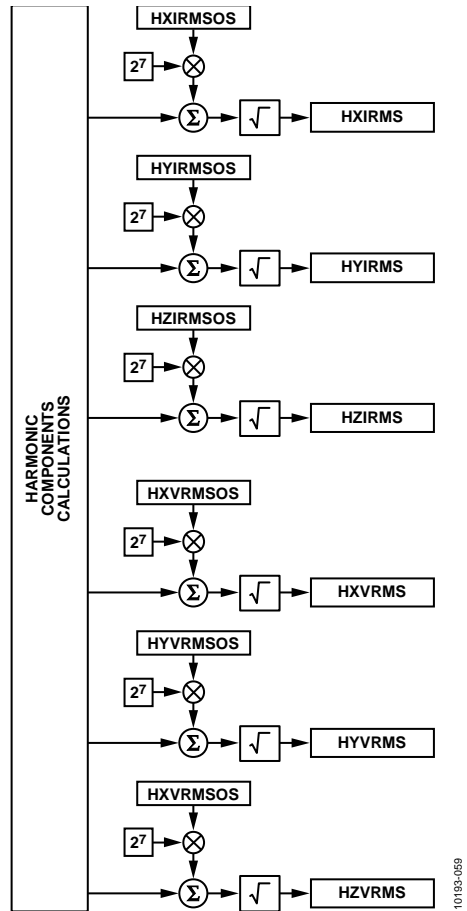 HARMONIC
COMPONENTS
CALCULATIONS
HXIRMSOS
2⁷
Σ
√
HXIRMS
HYIRMSOS
2⁷
Σ
√
HYIRMS
HZIRMSOS
2⁷
Σ
√
HZIRMS
HXVRMSOS
2⁷
Σ
√
HXVRMS
HYVRMSOS
2⁷
Σ
√
HYVRMS
HXVRMSOS
2⁷
Σ
√
HZVRMS
10193-059